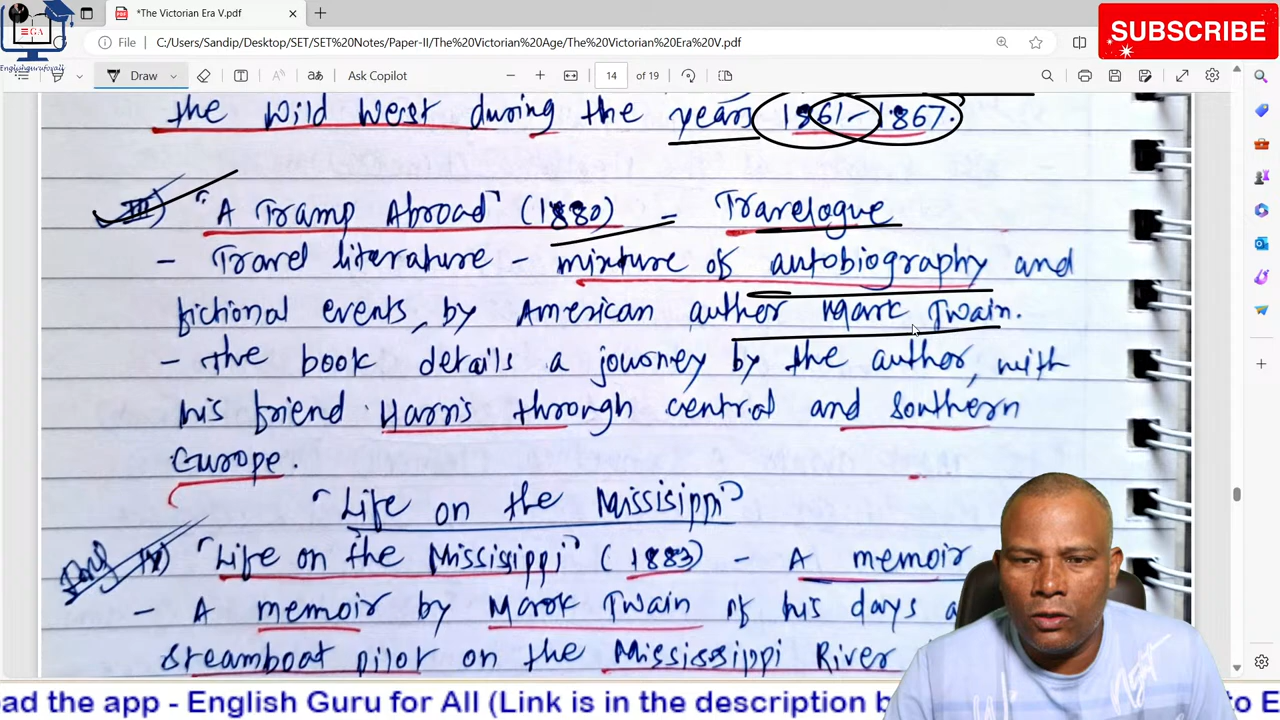 *The Victorian Era V.pdf
EGA
Englishguruforall
File
C:/Users/Sandip/Desktop/SET/SET%20Notes/Paper-II/The%20Victorian%20Age/The%20Victorian%20Era%20V.pdf
SUBSCRIBE
Draw
Ask Copilot
14 of 19
the Wild West during the years 1861-1867.
III) "A Tramp Abroad" (1880) = Travelogue
- Travel literature - mixture of autobiography and
fictional events, by American author Mark Twain.
- The book details a journey by the author, with
his friend Harris through central and southern
Europe.
"Life on the Missisippi"
IV) "Life on the Mississippi" (1883) - A memoir
- A memoir by Mark Twain of his days a
steamboat pilot on the Mississippi River
ad the app - English Guru for All (Link is in the description b
to E